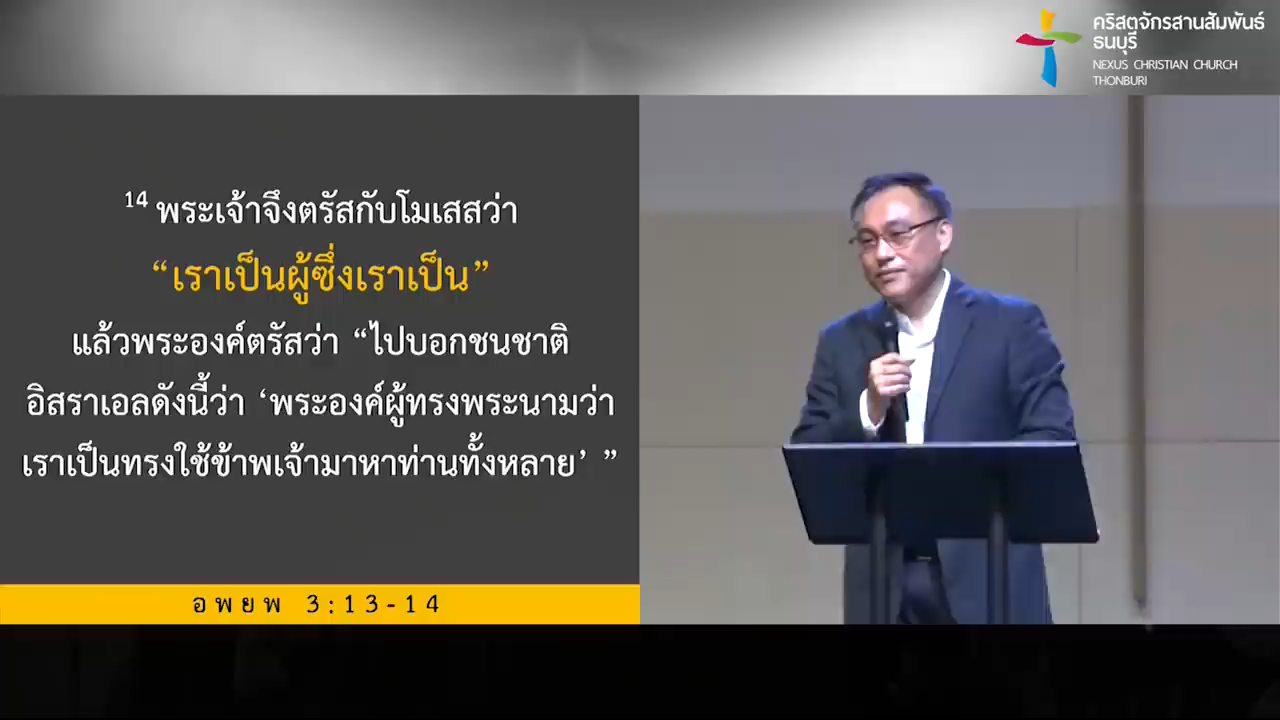 คริสตจักรสานสัมพันธ์
ธนบุรี
NEXUS CHRISTIAN CHURCH
THONBURI
14 พระเจ้าจึงตรัสกับโมเสสว่า
“เราเป็นผู้ซึ่งเราเป็น”
แล้วพระองค์ตรัสว่า “ไปบอกชนชาติ
อิสราเอลดังนี้ว่า ‘พระองค์ผู้ทรงพระนามว่า
เราเป็นทรงใช้ข้าพเจ้ามาหาท่านทั้งหลาย’ ”
อพยพ 3:13-14